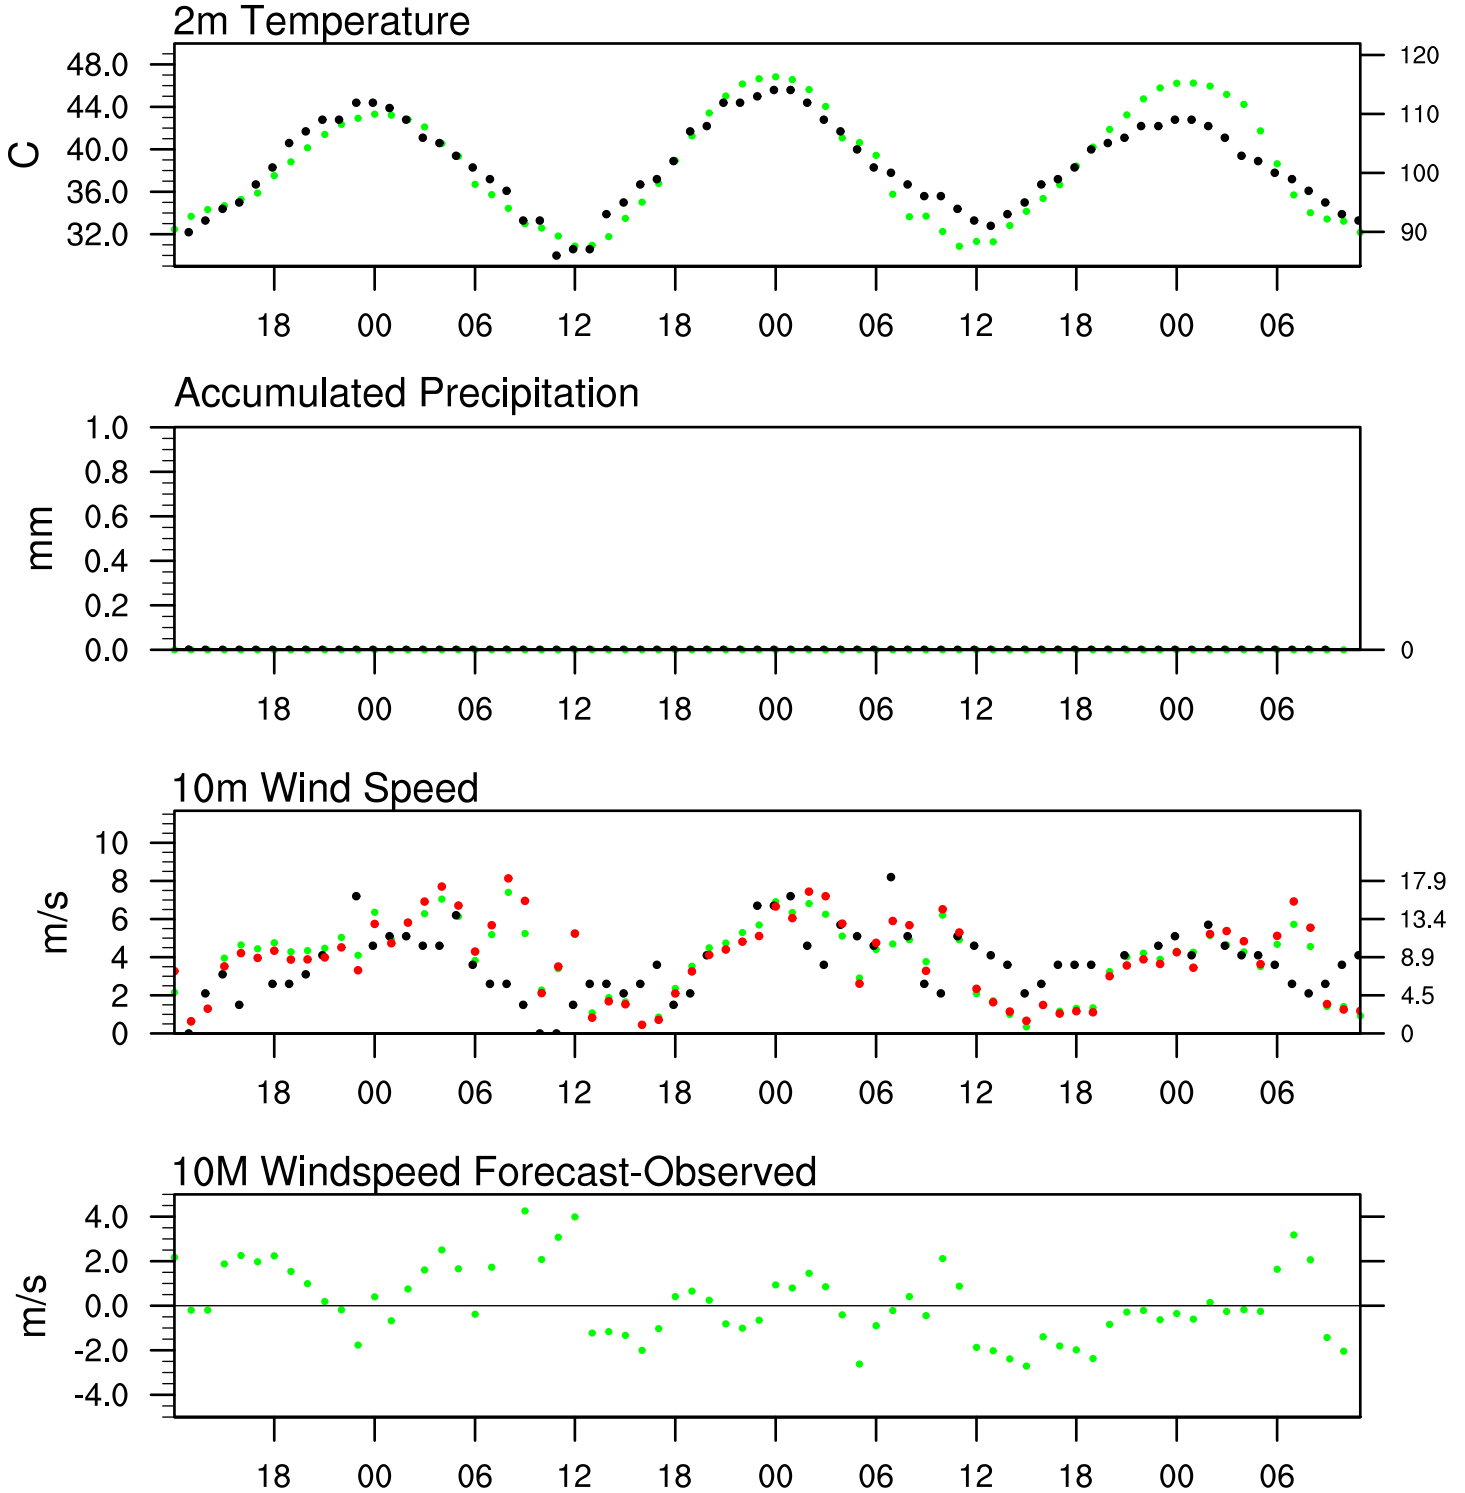 2m Temperature
48.0 120
44.0 110
40.0
C
36.0 100
32.0 90
18 00 06 12 18 00 06 12 18 00 06
Accumulated Precipitation
1.0
0.8
0.6
mm
0.4
0.2
0.0 0
18 00 06 12 18 00 06 12 18 00 06
10m Wind Speed
10
8 17.9
6 13.4
m/s
4 8.9
2 4.5
0 0
18 00 06 12 18 00 06 12 18 00 06
10M Windspeed Forecast-Observed
4.0
2.0
0.0
m/s
-2.0
-4.0
18 00 06 12 18 00 06 12 18 00 06